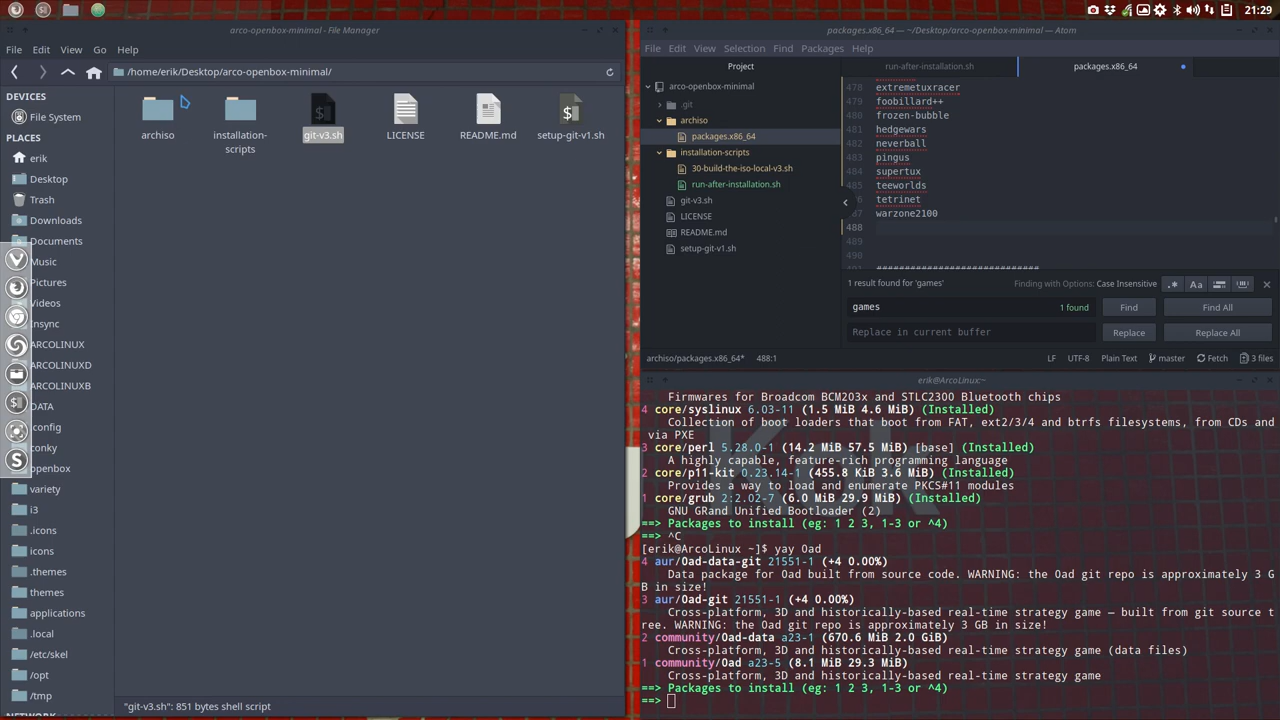 21:29
arco-openbox-minimal - File Manager
File Edit View Go Help
/home/erik/Desktop/arco-openbox-minimal/
DEVICES
File System
PLACES
erik
Desktop
Trash
Downloads
Documents
Music
Pictures
Videos
Insync
ARCOLINUX
ARCOLINUXD
ARCOLINUXB
DATA
.config
conky
openbox
variety
i3
.icons
icons
.themes
themes
applications
.local
/etc/skel
/opt
/tmp
archiso
installation-
scripts
git-v3.sh
LICENSE
README.md
setup-git-v1.sh
"git-v3.sh": 851 bytes shell script
packages.x86_64 — ~/Desktop/arco-openbox-minimal — Atom
File Edit View Selection Find Packages Help
Project
run-after-installation.sh
packages.x86_64
arco-openbox-minimal
.git
archiso
packages.x86_64
installation-scripts
30-build-the-iso-local-v3.sh
run-after-installation.sh
git-v3.sh
LICENSE
README.md
setup-git-v1.sh
478 extremetuxracer
479 foobillard++
480 frozen-bubble
481 hedgewars
482 neverball
483 pingus
484 supertux
485 teeworlds
486 tetrinet
487 warzone2100
488
489
490
1 result found for 'games'
Finding with Options: Case Insensitive
.* Aa
games
1 found
Find
Find All
Replace in current buffer
Replace
Replace All
archiso/packages.x86_64* 488:1
LF UTF-8 Plain Text master Fetch 3 files
erik@ArcoLinux:~
Firmwares for Broadcom BCM203x and STLC2300 Bluetooth chips
4 core/syslinux 6.03-11 (1.5 MiB 4.6 MiB) (Installed)
Collection of boot loaders that boot from FAT, ext2/3/4 and btrfs filesystems, from CDs and
via PXE
3 core/perl 5.28.0-1 (14.2 MiB 57.5 MiB) [base] (Installed)
A highly capable, feature-rich programming language
2 core/p11-kit 0.23.14-1 (455.8 KiB 3.6 MiB) (Installed)
Provides a way to load and enumerate PKCS#11 modules
1 core/grub 2:2.02-7 (6.0 MiB 29.9 MiB) (Installed)
GNU GRand Unified Bootloader (2)
==> Packages to install (eg: 1 2 3, 1-3 or ^4)
==> ^C
[erik@ArcoLinux ~]$ yay 0ad
4 aur/0ad-data-git 21551-1 (+4 0.00%)
Data package for 0ad built from source code. WARNING: the 0ad git repo is approximately 3 G
B in size!
3 aur/0ad-git 21551-1 (+4 0.00%)
Cross-platform, 3D and historically-based real-time strategy game – built from git source t
ree. WARNING: the 0ad git repo is approximately 3 GB in size!
2 community/0ad-data a23-1 (670.6 MiB 2.0 GiB)
Cross-platform, 3D and historically-based real-time strategy game (data files)
1 community/0ad a23-5 (8.1 MiB 29.3 MiB)
Cross-platform, 3D and historically-based real-time strategy game
==> Packages to install (eg: 1 2 3, 1-3 or ^4)
==>